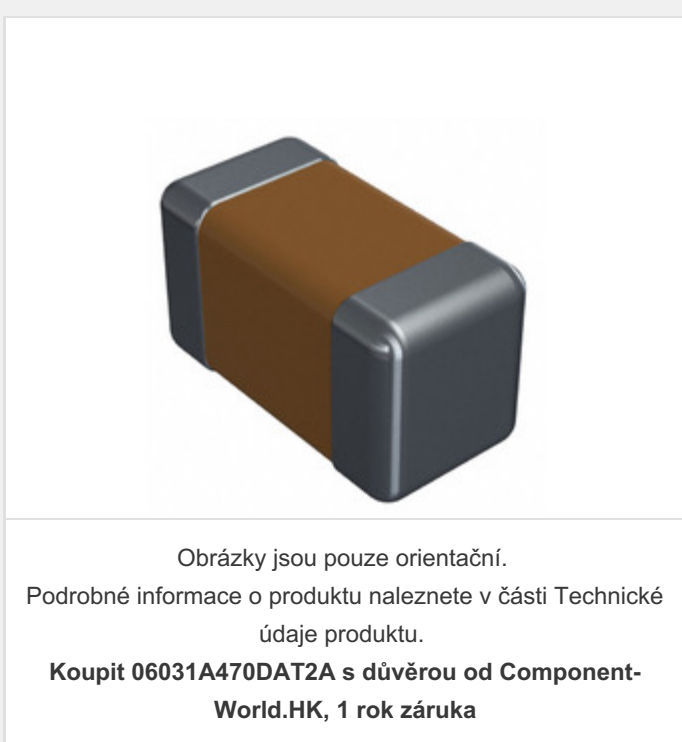 Obrázky jsou pouze orientační.
Podrobné informace o produktu naleznete v části Technické
údaje produktu.
Koupit 06031A470DAT2A s důvěrou od Component-
World.HK, 1 rok záruka